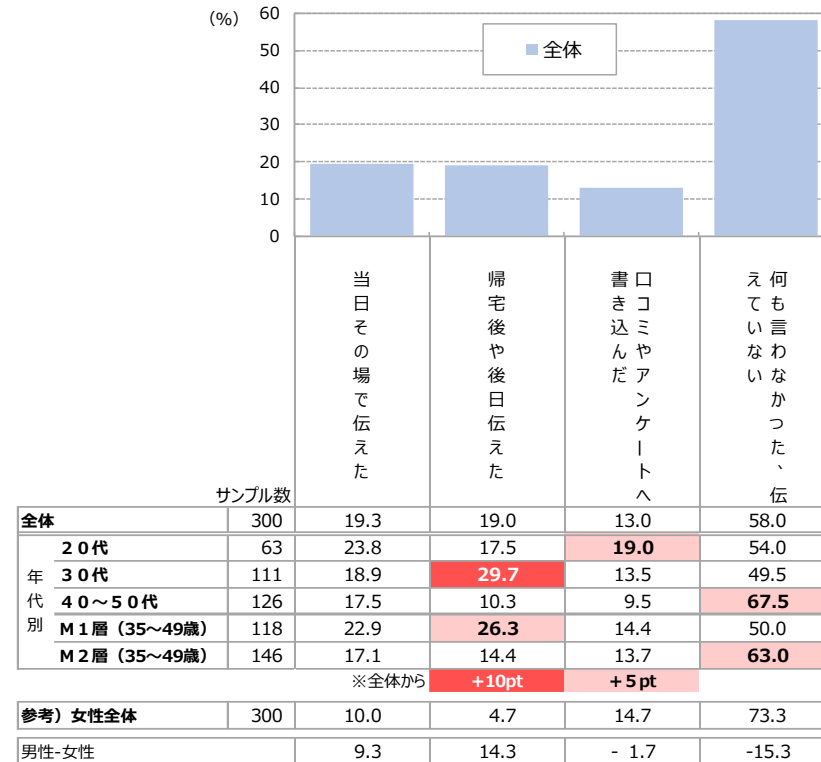 （%）
60
50
40
30
20
10
0
全体
当日その場で伝えた
帰宅後や後日伝えた
口コミやアンケートへ
書き込んだ
何も言わなかった、伝
えていない
サンプル数
全体 300 19.3 19.0 13.0 58.0
年代別
２０代 63 23.8 17.5 19.0 54.0
３０代 111 18.9 29.7 13.5 49.5
４０～５０代 126 17.5 10.3 9.5 67.5
Ｍ１層（35～49歳） 118 22.9 26.3 14.4 50.0
Ｍ２層（35～49歳） 146 17.1 14.4 13.7 63.0
※全体から +10pt +５pt
参考）女性全体 300 10.0 4.7 14.7 73.3
男性-女性 9.3 14.3 - 1.7 -15.3